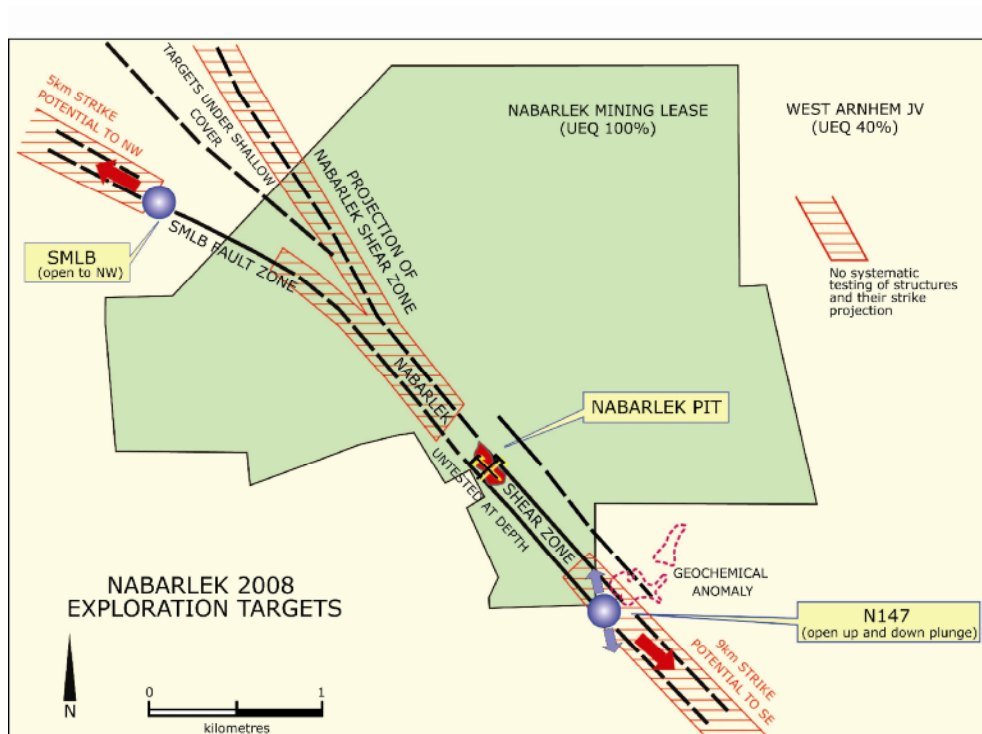 5km STRIKE
POTENTIAL TO NW
TARGETS UNDER SHALLOW
COVER
NABARLEK MINING LEASE
(UEQ 100%)
WEST ARNHEM JV
(UEQ 40%)
PROJECTION OF
NABARLEK SHEAR ZONE
SMLB
(open to NW)
SMLB FAULT ZONE
No systematic
testing of structures
and their strike
projection
NABARLEK
NABARLEK PIT
UNTESTED AT DEPTH
SHEAR ZONE
GEOCHEMICAL
ANOMALY
NABARLEK 2008
EXPLORATION TARGETS
N147
(open up and down plunge)
9km STRIKE
POTENTIAL TO SE
N
0 1
kilometres